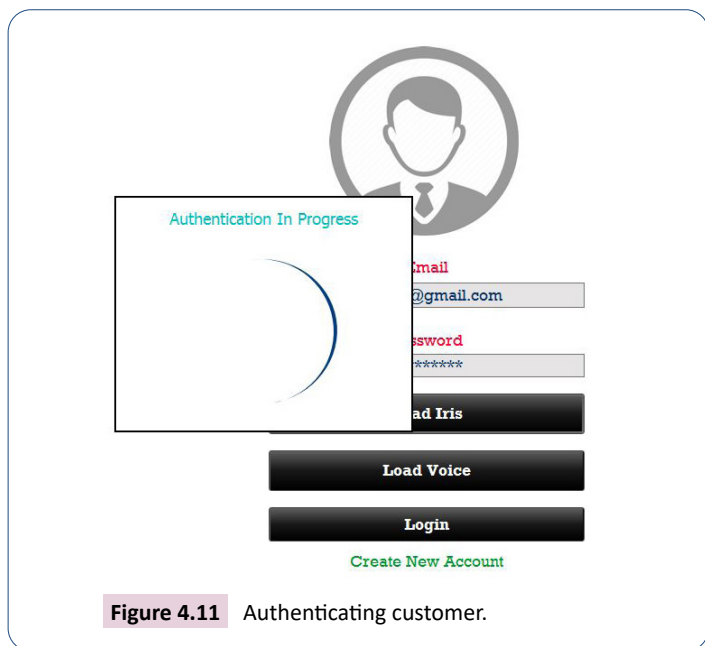 Authentication In Progress
Email
@gmail.com
ssword
*******
ad Iris
Load Voice
Login
Create New Account
Figure 4.11 Authenticating customer.